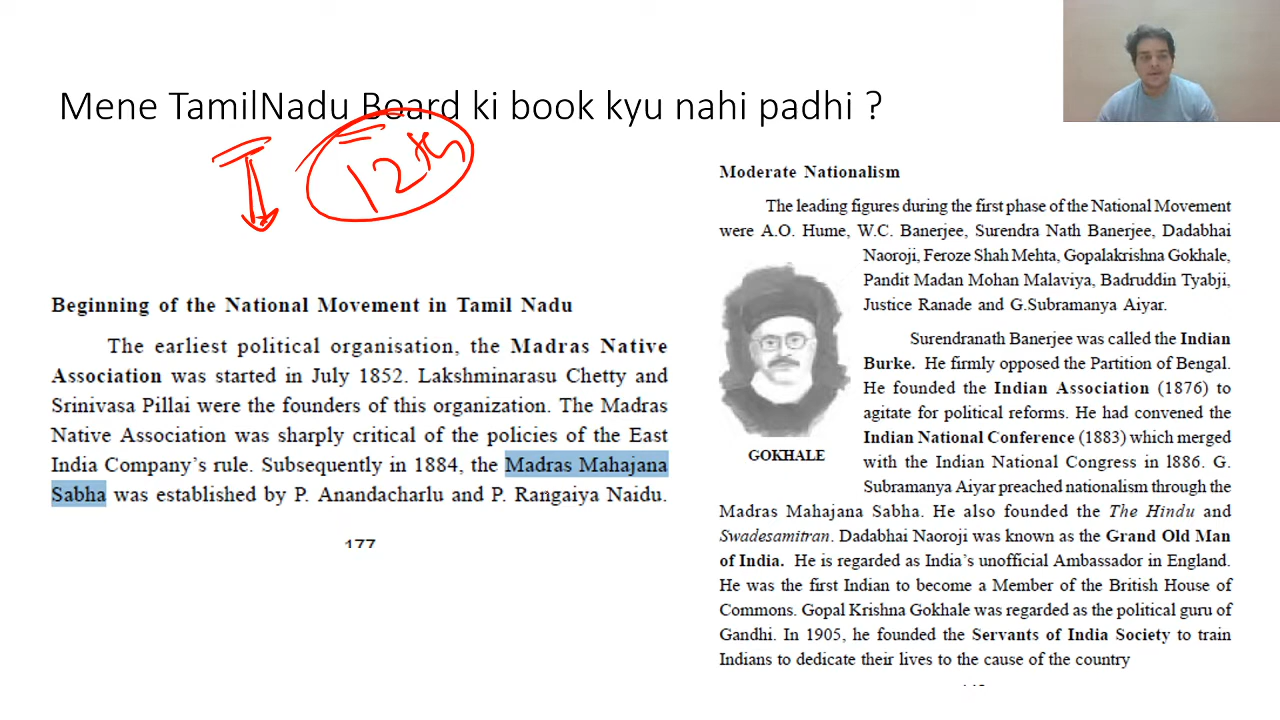 Mene TamilNadu Board ki book kyu nahi padhi ?
12th
Beginning of the National Movement in Tamil Nadu
The earliest political organisation, the Madras Native
Association was started in July 1852. Lakshminarasu Chetty and
Srinivasa Pillai were the founders of this organization. The Madras
Native Association was sharply critical of the policies of the East
India Company's rule. Subsequently in 1884, the Madras Mahajana
Sabha was established by P. Anandacharlu and P. Rangaiya Naidu.
177
Moderate Nationalism
The leading figures during the first phase of the National Movement
were A.O. Hume, W.C. Banerjee, Surendra Nath Banerjee, Dadabhai
Naoroji, Feroze Shah Mehta, Gopalakrishna Gokhale,
Pandit Madan Mohan Malaviya, Badruddin Tyabji,
Justice Ranade and G.Subramanya Aiyar.
Surendranath Banerjee was called the Indian
Burke. He firmly opposed the Partition of Bengal.
He founded the Indian Association (1876) to
agitate for political reforms. He had convened the
Indian National Conference (1883) which merged
with the Indian National Congress in l886. G.
Subramanya Aiyar preached nationalism through the
GOKHALE
Madras Mahajana Sabha. He also founded the The Hindu and
Swadesamitran. Dadabhai Naoroji was known as the Grand Old Man
of India. He is regarded as India's unofficial Ambassador in England.
He was the first Indian to become a Member of the British House of
Commons. Gopal Krishna Gokhale was regarded as the political guru of
Gandhi. In 1905, he founded the Servants of India Society to train
Indians to dedicate their lives to the cause of the country